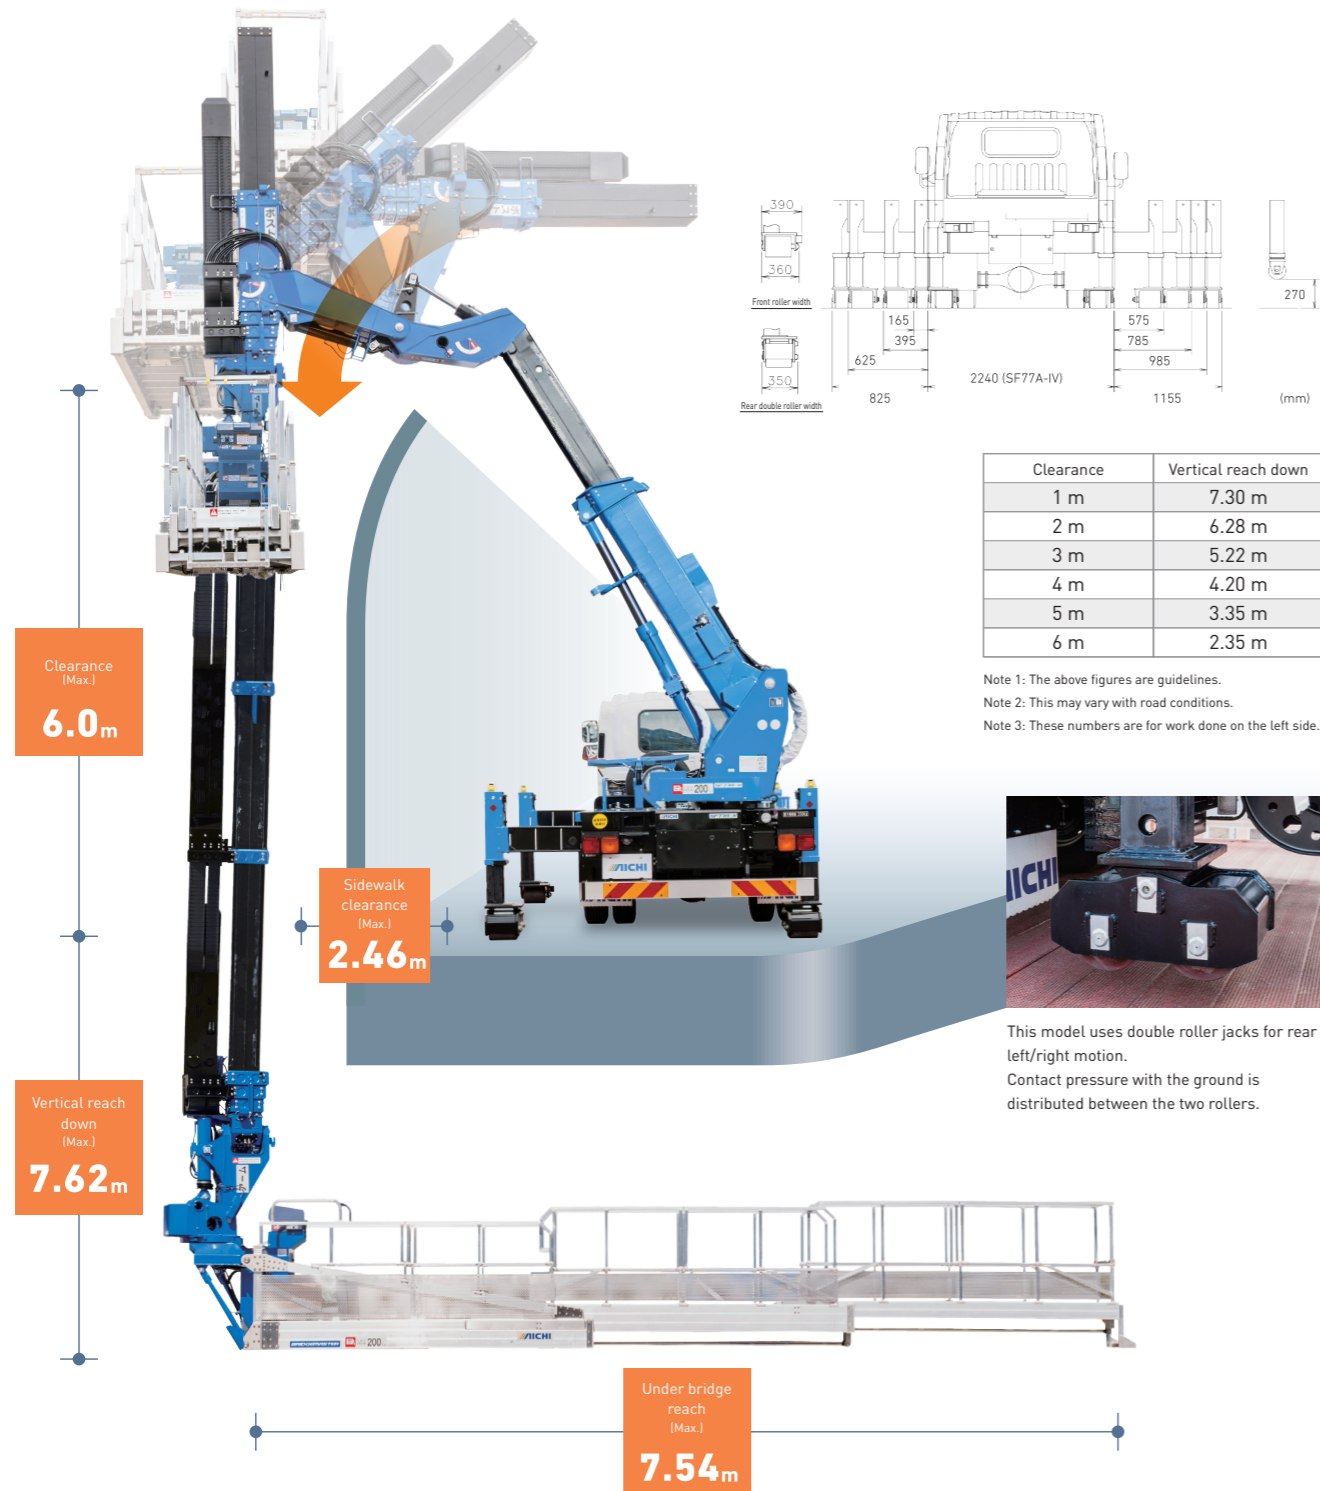 ポスト
390
360
Front roller width
350
Rear double roller width
165
395
625
825
2240 (SF77A-IV)
575
785
985
1155
270
(mm)
Clearance Vertical reach down
1 m 7.30 m
2 m 6.28 m
3 m 5.22 m
4 m 4.20 m
5 m 3.35 m
6 m 2.35 m
Note 1: The above figures are guidelines.
Note 2: This may vary with road conditions.
Note 3: These numbers are for work done on the left side.
Clearance
(Max.)
6.0m
200
AICHI
Sidewalk
clearance
(Max.)
2.46m
AICHI
This model uses double roller jacks for rear
left/right motion.
Contact pressure with the ground is
distributed between the two rollers.
Vertical reach
down
(Max.)
7.62m
200
AICHI
Under bridge
reach
(Max.)
7.54m